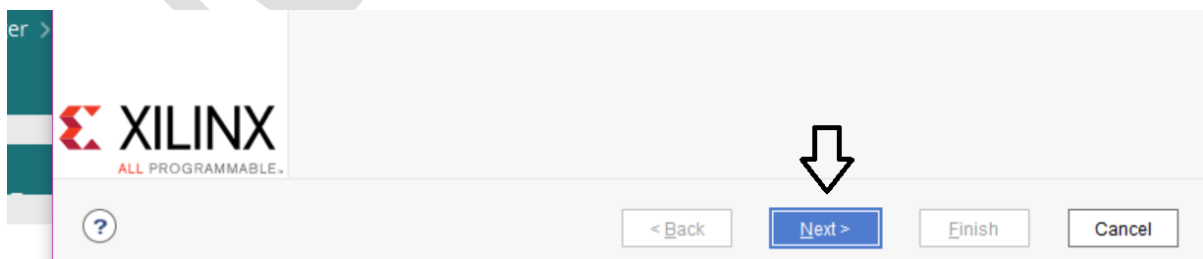 er >
XILINX
ALL PROGRAMMABLE.
?
< Back
Next >
Finish
Cancel